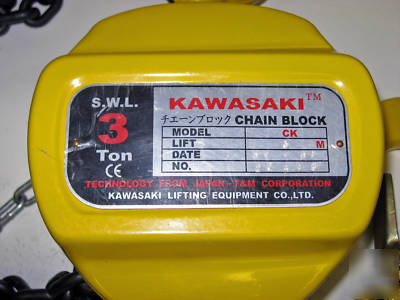 S.W.L.
3
Ton
CE
KAWASAKI™
チエーンブロック CHAIN BLOCK
MODEL CK
LIFT M
DATE
NO.
TECHNOLOGY FROM JAPAN-T&M CORPORATION
KAWASAKI LIFTING EQUIPMENT CO.,LTD.